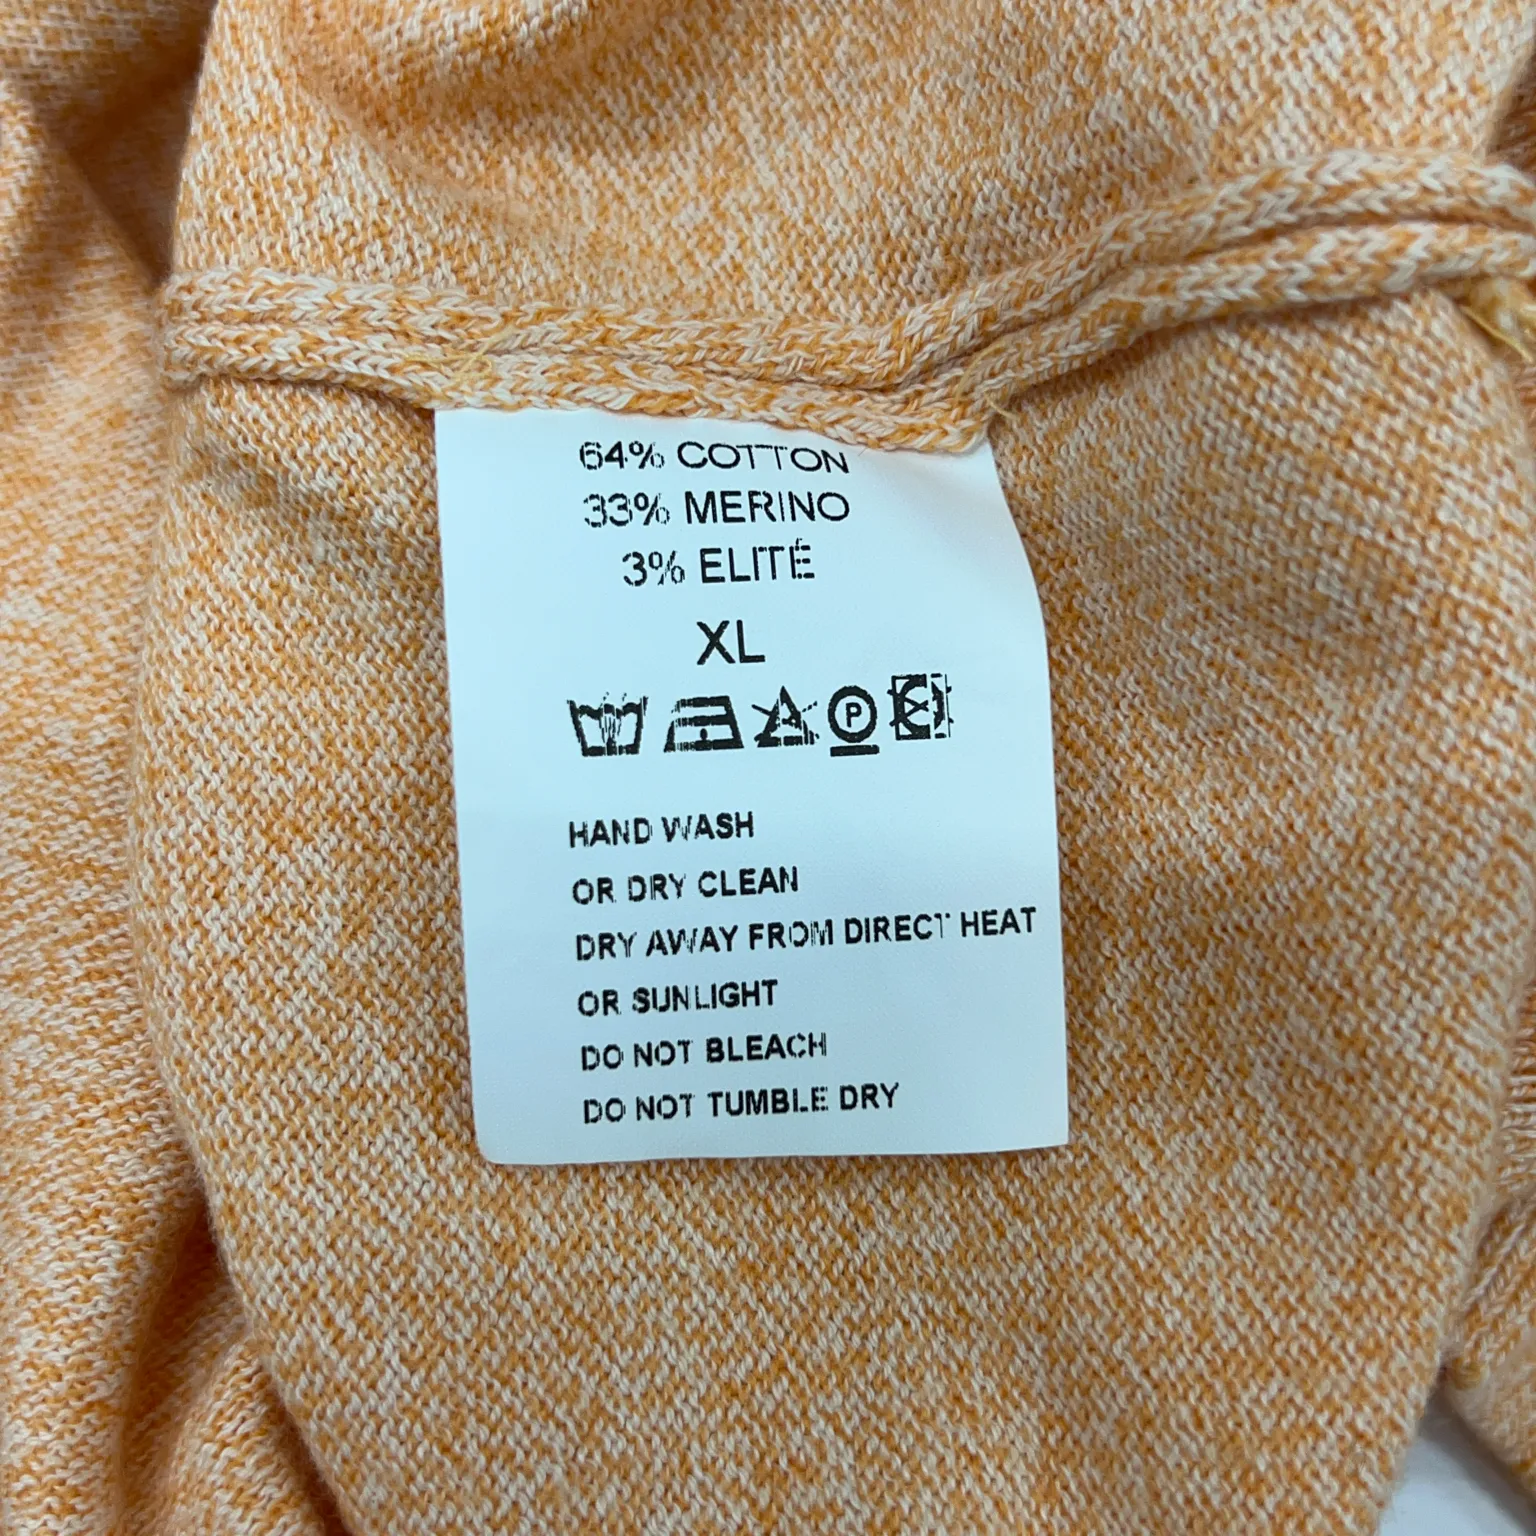 64% COTTON
33% MERINO
3% ELITÉ
XL
P
HAND WASH
OR DRY CLEAN
DRY AWAY FROM DIRECT HEAT
OR SUNLIGHT
DO NOT BLEACH
DO NOT TUMBLE DRY